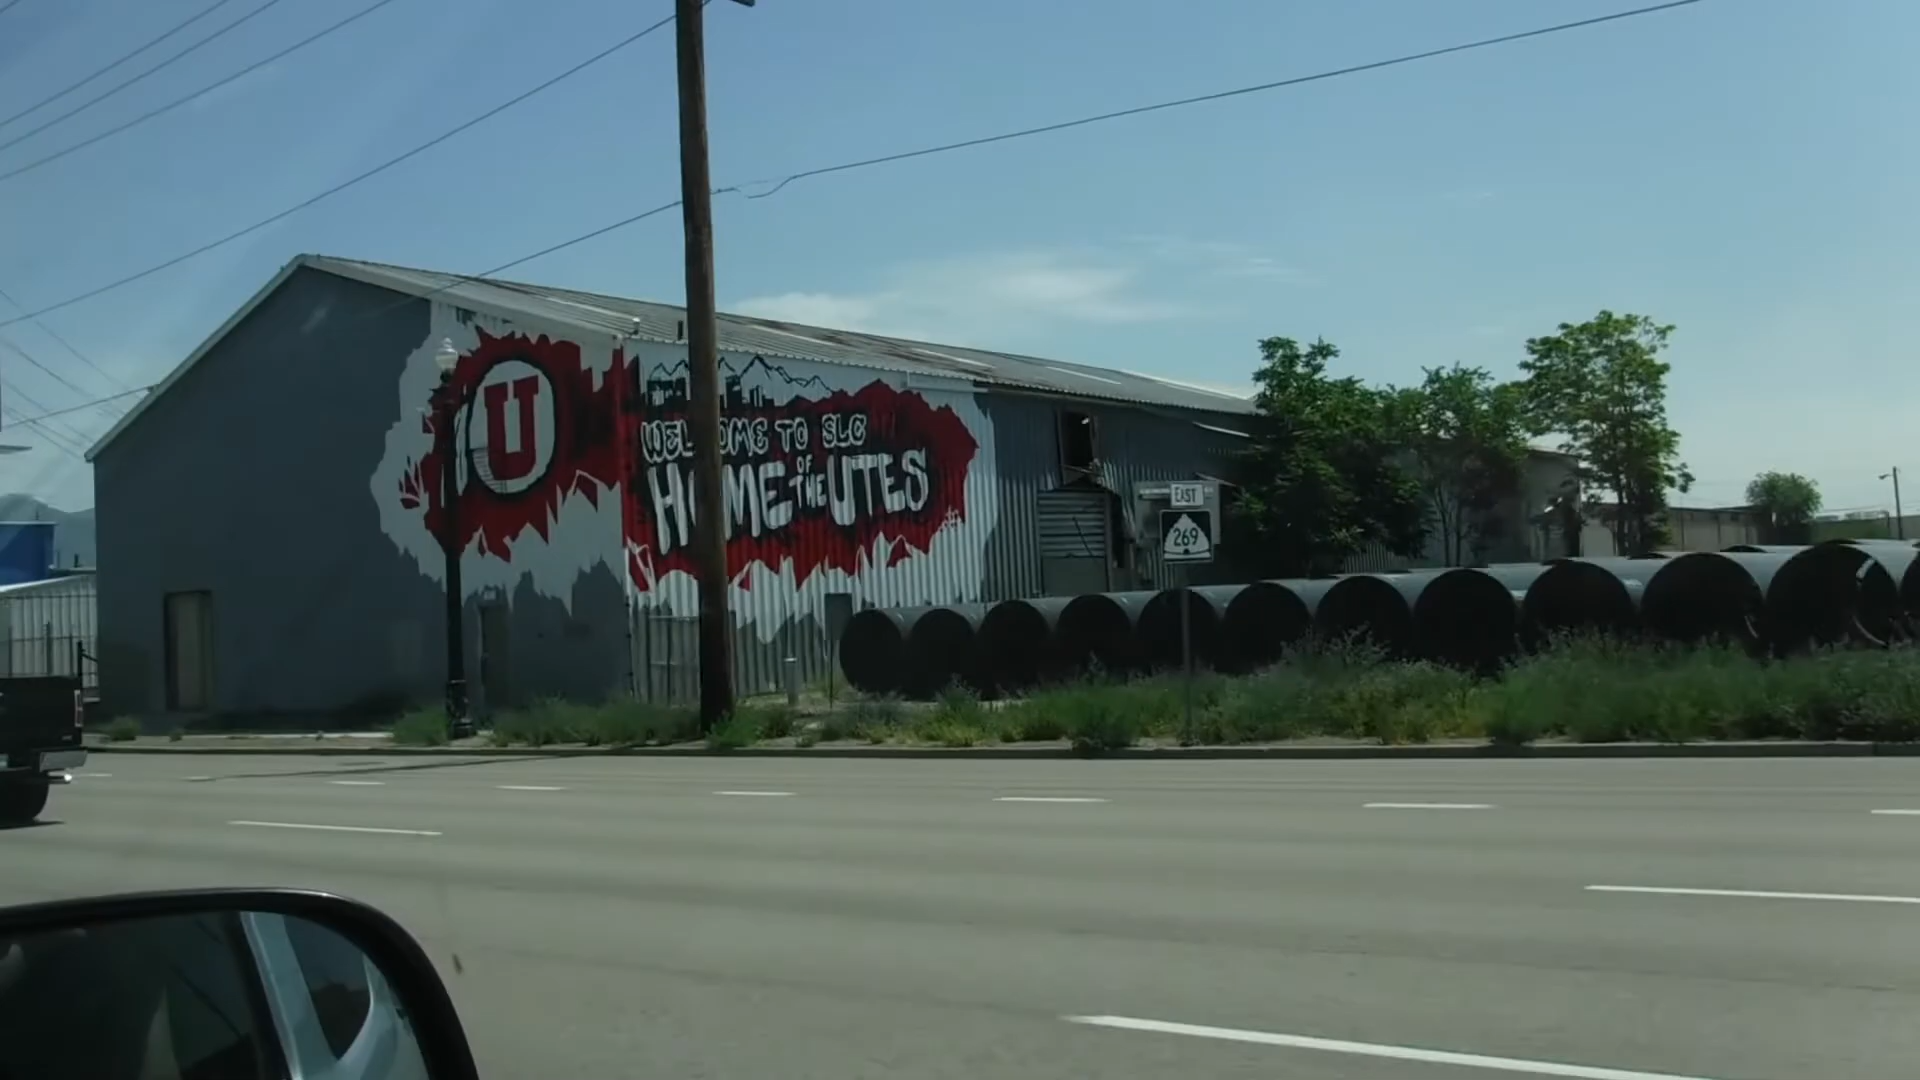 U
WELCOME TO SLC
HOME OF THE UTES
EAST
269